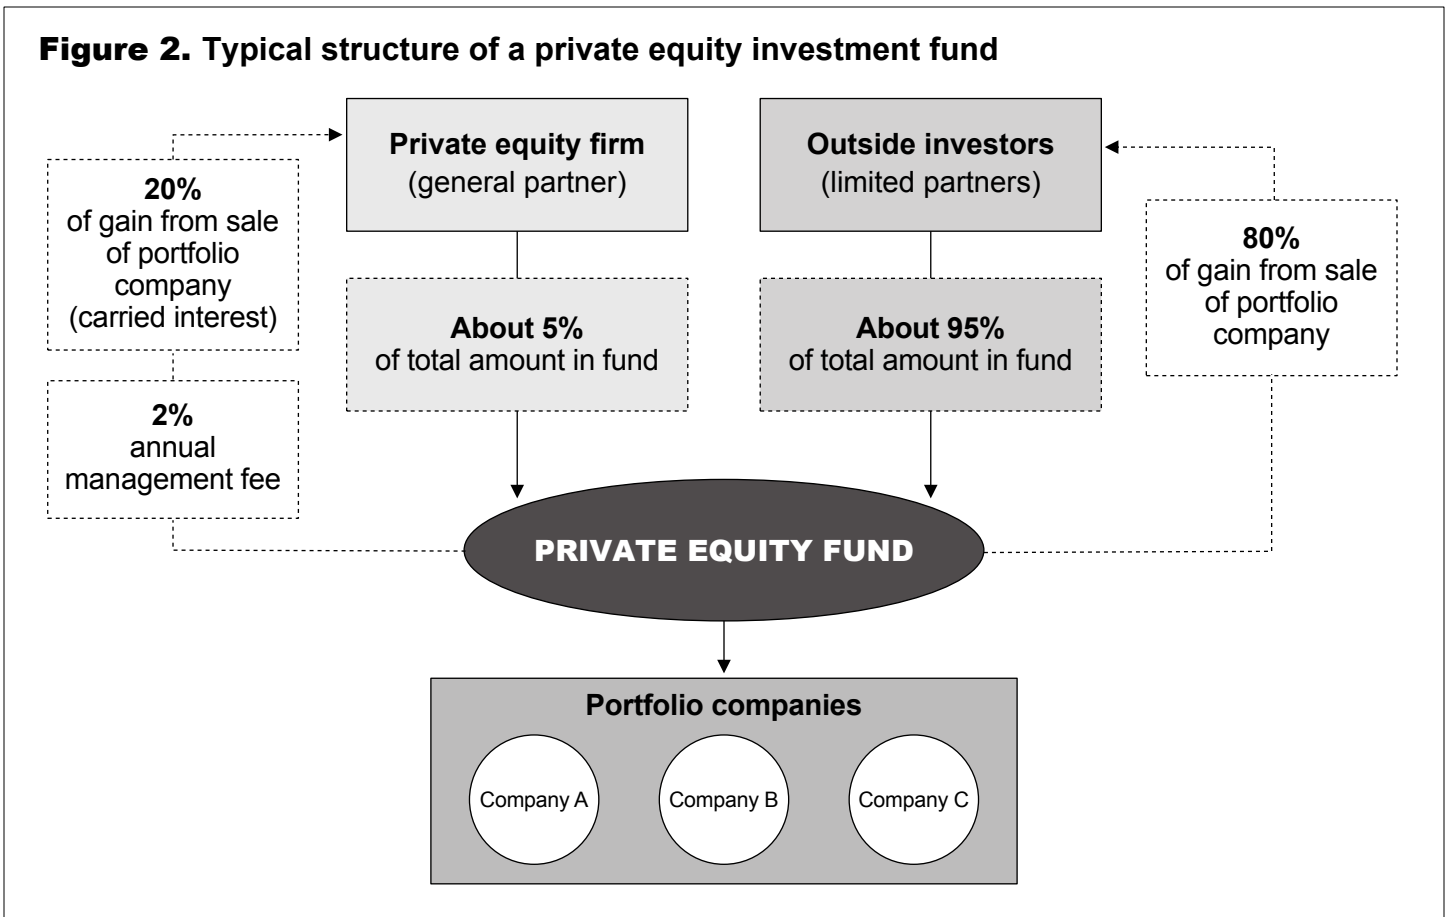 Figure 2. Typical structure of a private equity investment fund
Private equity firm
(general partner)
Outside investors
(limited partners)
20%
of gain from sale
of portfolio
company
(carried interest)
80%
of gain from sale
of portfolio
company
About 5%
of total amount in fund
About 95%
of total amount in fund
2%
annual
management fee
PRIVATE EQUITY FUND
Portfolio companies
Company A
Company B
Company C